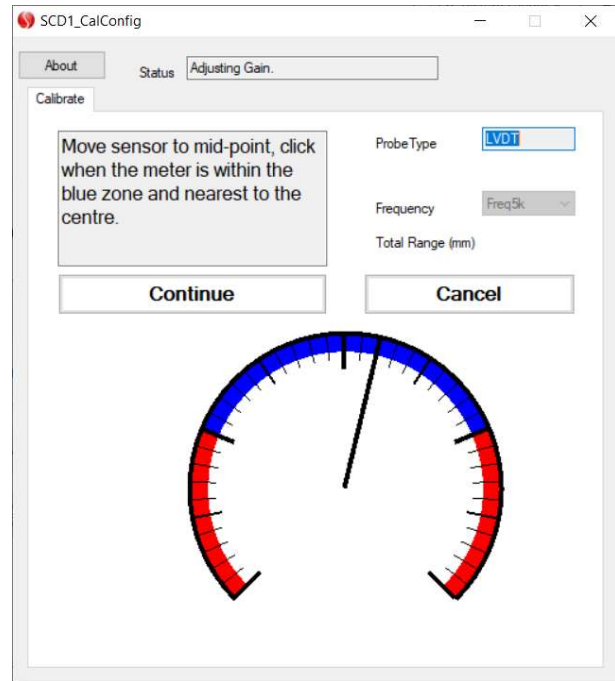 SCD1_CalConfig
About
Status Adjusting Gain.
Calibrate
Move sensor to mid-point, click
when the meter is within the
blue zone and nearest to the
centre.
ProbeType LVDT
Frequency Freq5k
Total Range (mm)
Continue
Cancel